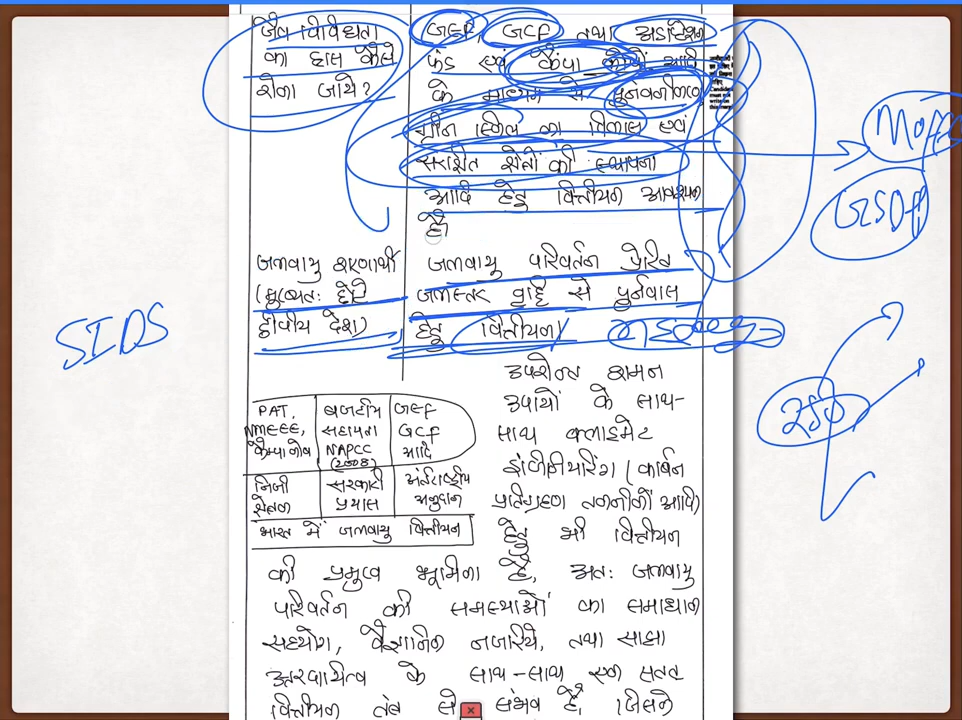 जैव विविधता
का ह्रास कैसे
रोका जाये?
GEF, GCF तथा अडाप्टेशन
फंड एवं कैंपा कोषों आदि
के माध्यम से पुनर्वनीकरण
ग्रीन स्किल का विकास एवं
संरक्षित क्षेत्रों की स्थापना
आदि हेतु वित्तीयन आवश्यक
है।
जलवायु शरणार्थी
(मुख्यतः छोटे
द्वीपीय देश)
जलवायु परिवर्तन प्रेरित
जलस्तर वृद्धि से पुर्नवास
हेतु वित्तीयन
SIDS
GSDP
250
उपरोक्त शमन
उपायों के साथ-
साथ क्लाइमेट
इंजीनियरिंग (कार्बन
प्रतिग्रहण तकनीकों आदि)
हेतु भी वित्तीयन
PAT, NMEEE, कैम्पा कोष
बजटीय सहायता NAPCC (2008)
GEF GCF आदि
निजी क्षेत्रक
सरकारी प्रयास
अंर्तराष्ट्रीय अनुदान
भारत में जलवायु वित्तीयन
की प्रमुख भूमिका है, अतः जलवायु
परिवर्तन की समस्याओं का समाधान
सहयोग, वैज्ञानिक नजरिये, तथा साझा
उत्तरदायित्व के साथ-साथ एक सतत
वित्तीयन तंत्र से संभव है, जिसने